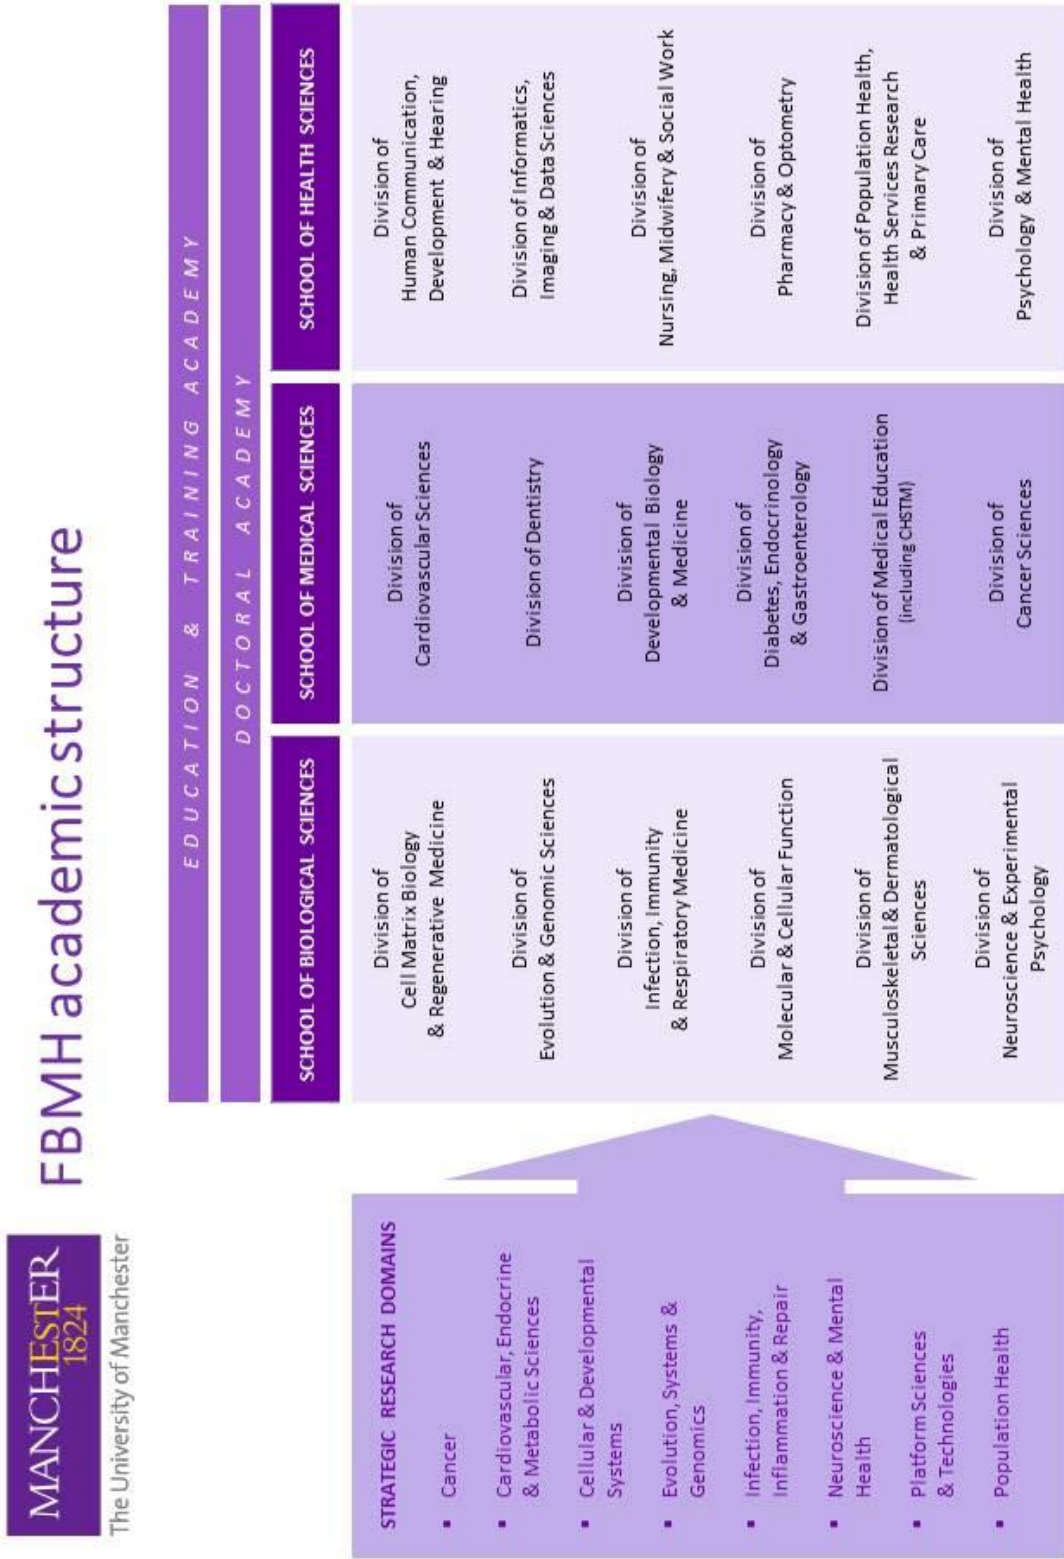 MANCHESTER
1824
The University of Manchester
FBMH academic structure
EDUCATION & TRAINING ACADEMY
DOCTORAL ACADEMY
STRATEGIC RESEARCH DOMAINS
▪ Cancer
▪ Cardiovascular, Endocrine
& Metabolic Sciences
▪ Cellular & Developmental
Systems
▪ Evolution, Systems &
Genomics
▪ Infection, Immunity,
Inflammation & Repair
▪ Neuroscience & Mental
Health
▪ Platform Sciences
& Technologies
▪ Population Health
SCHOOL OF BIOLOGICAL SCIENCES
Division of
Cell Matrix Biology
& Regenerative Medicine
Division of
Evolution & Genomic Sciences
Division of
Infection, Immunity
& Respiratory Medicine
Division of
Molecular & Cellular Function
Division of
Musculoskeletal & Dermatological
Sciences
Division of
Neuroscience & Experimental
Psychology
SCHOOL OF MEDICAL SCIENCES
Division of
Cardiovascular Sciences
Division of Dentistry
Division of
Developmental Biology
& Medicine
Division of
Diabetes, Endocrinology
& Gastroenterology
Division of Medical Education
(including CHSTM)
Division of
Cancer Sciences
SCHOOL OF HEALTH SCIENCES
Division of
Human Communication,
Development & Hearing
Division of Informatics,
Imaging & Data Sciences
Division of
Nursing, Midwifery & Social Work
Division of
Pharmacy & Optometry
Division of Population Health,
Health Services Research
& Primary Care
Division of
Psychology & Mental Health